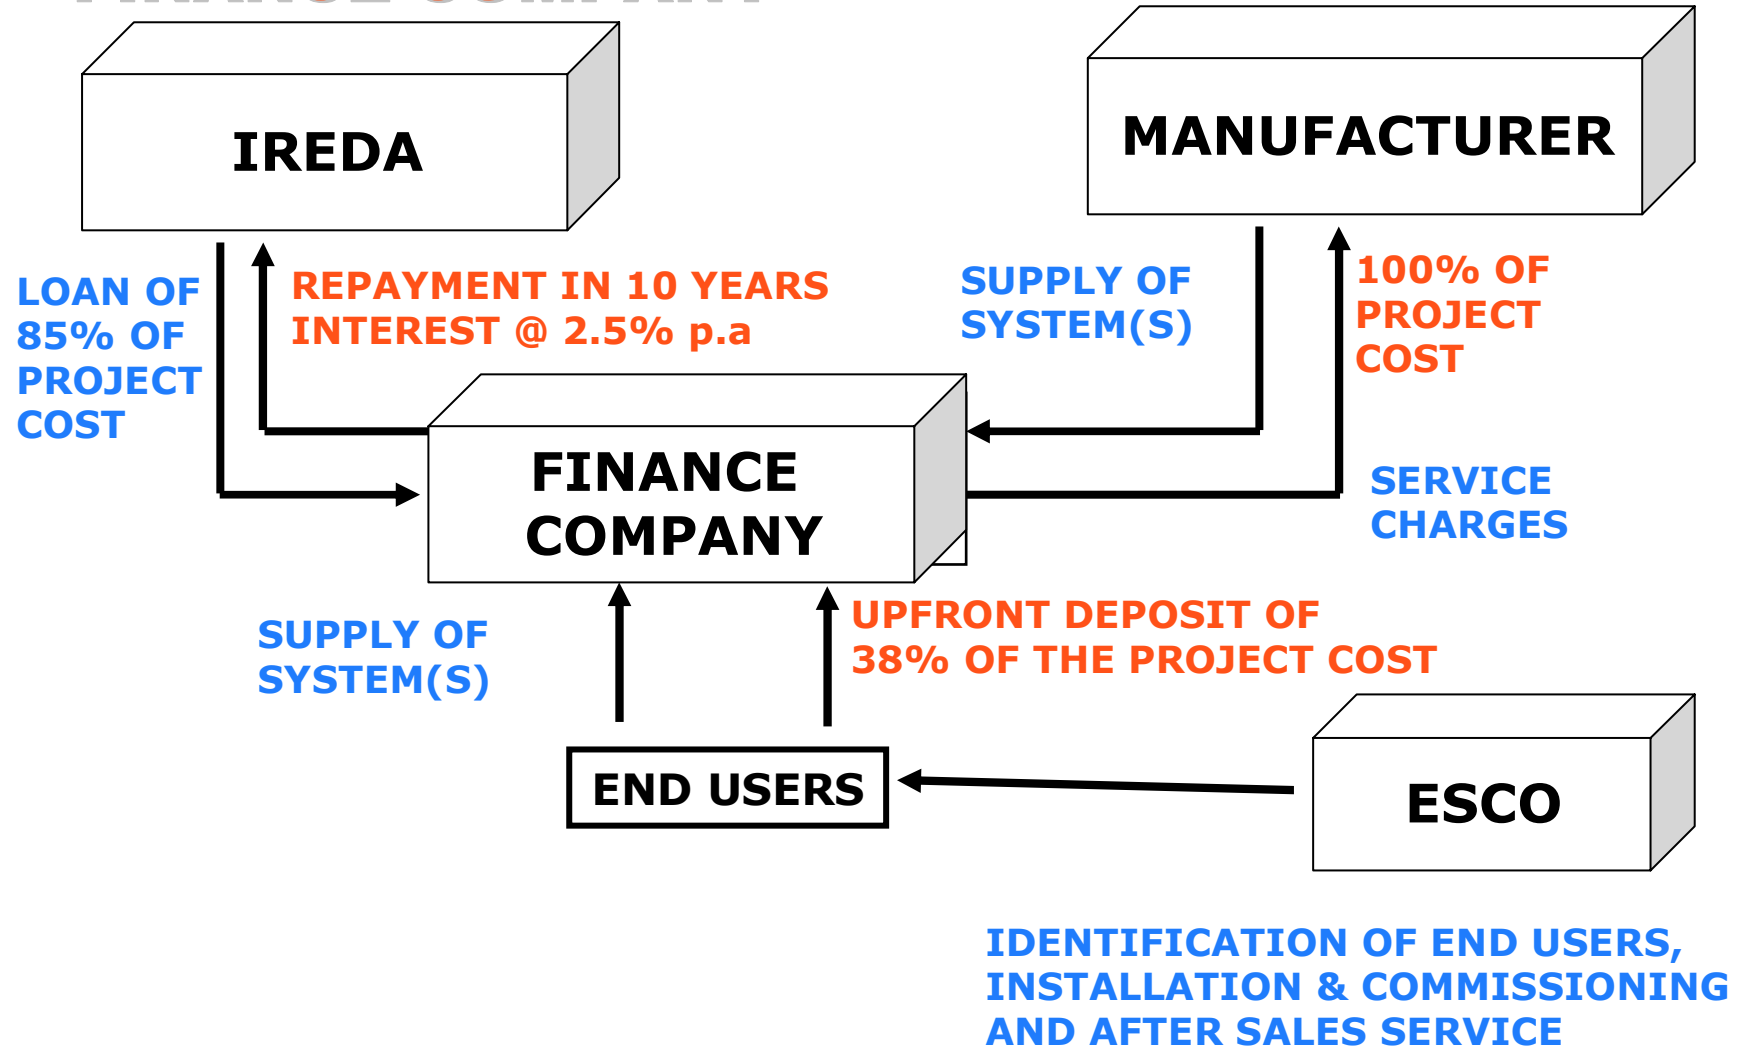 FINANCE COMPANY
IREDA
MANUFACTURER
LOAN OF
85% OF
PROJECT
COST
REPAYMENT IN 10 YEARS
INTEREST @ 2.5% p.a
SUPPLY OF
SYSTEM(S)
100% OF
PROJECT
COST
FINANCE
COMPANY
SERVICE
CHARGES
SUPPLY OF
SYSTEM(S)
UPFRONT DEPOSIT OF
38% OF THE PROJECT COST
END USERS
ESCO
IDENTIFICATION OF END USERS,
INSTALLATION & COMMISSIONING
AND AFTER SALES SERVICE